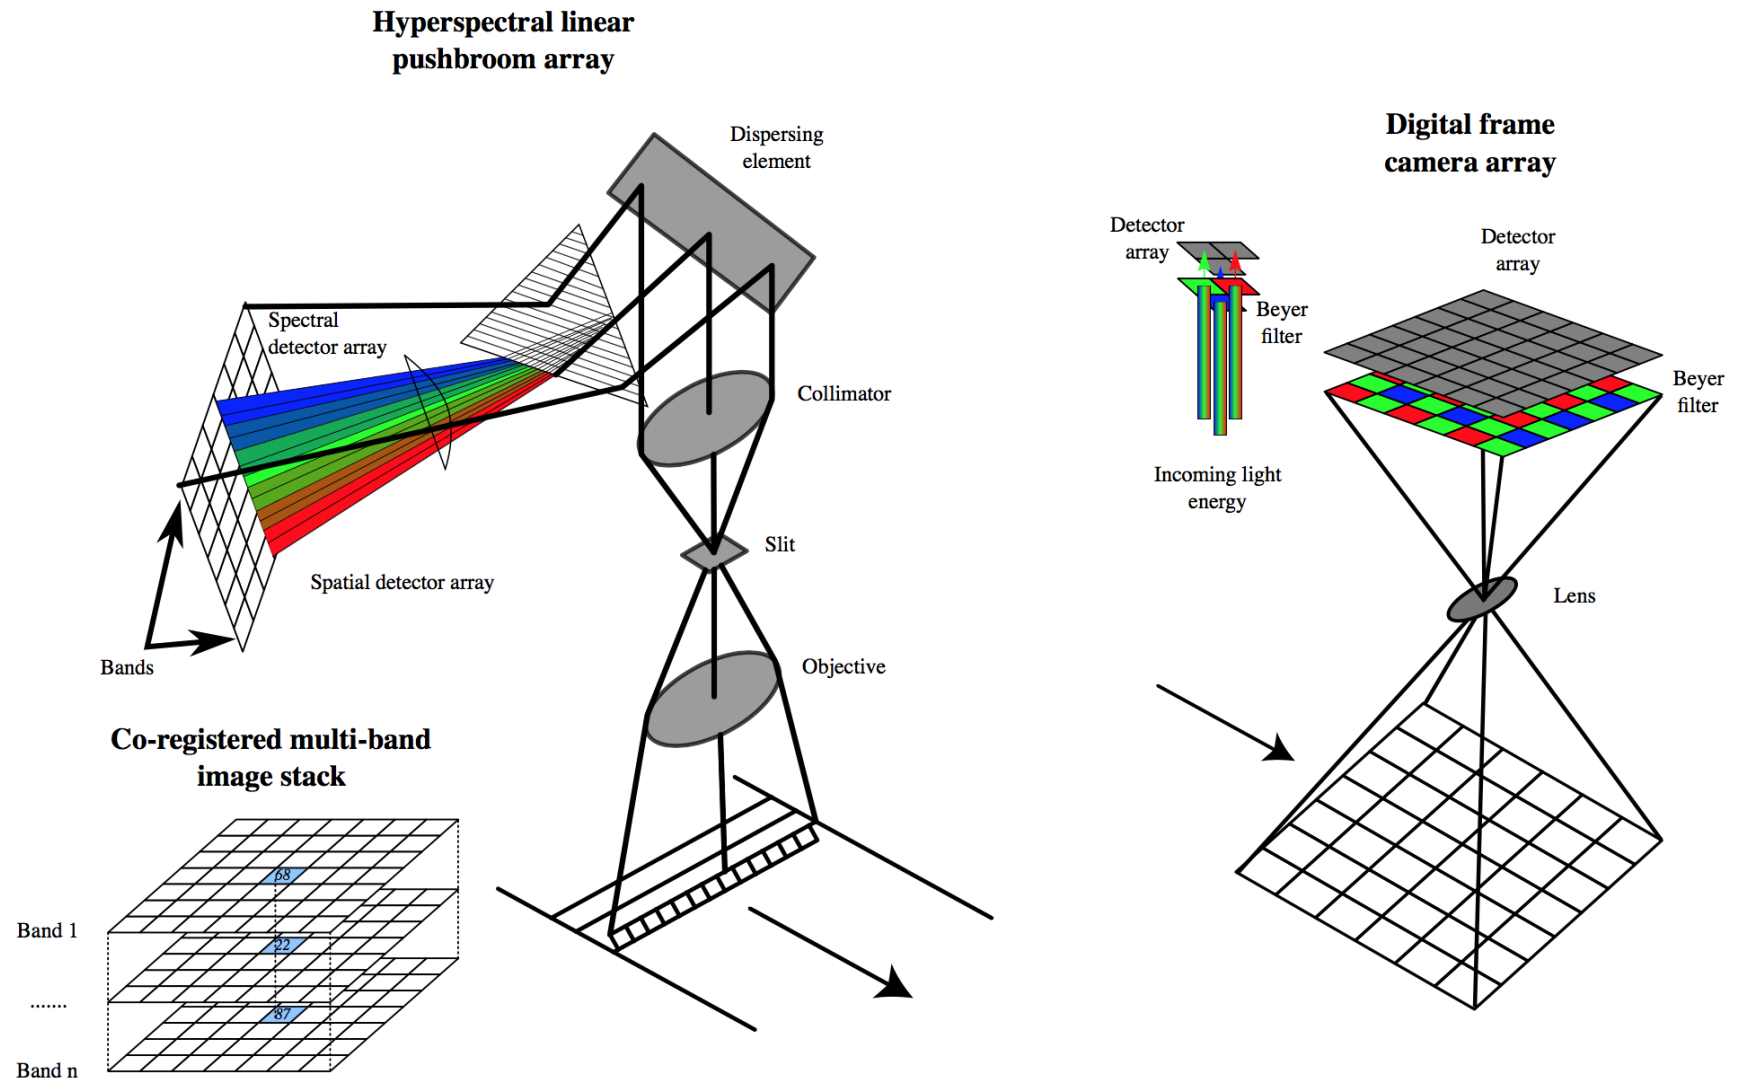 Hyperspectral linear
pushbroom array
Dispersing
element
Spectral
detector array
Collimator
Slit
Spatial detector array
Bands
Objective
Digital frame
camera array
Detector
array
Detector
array
Beyer
filter
Beyer
filter
Incoming light
energy
Lens
Co-registered multi-band
image stack
68
Band 1
22
.......
87
Band n